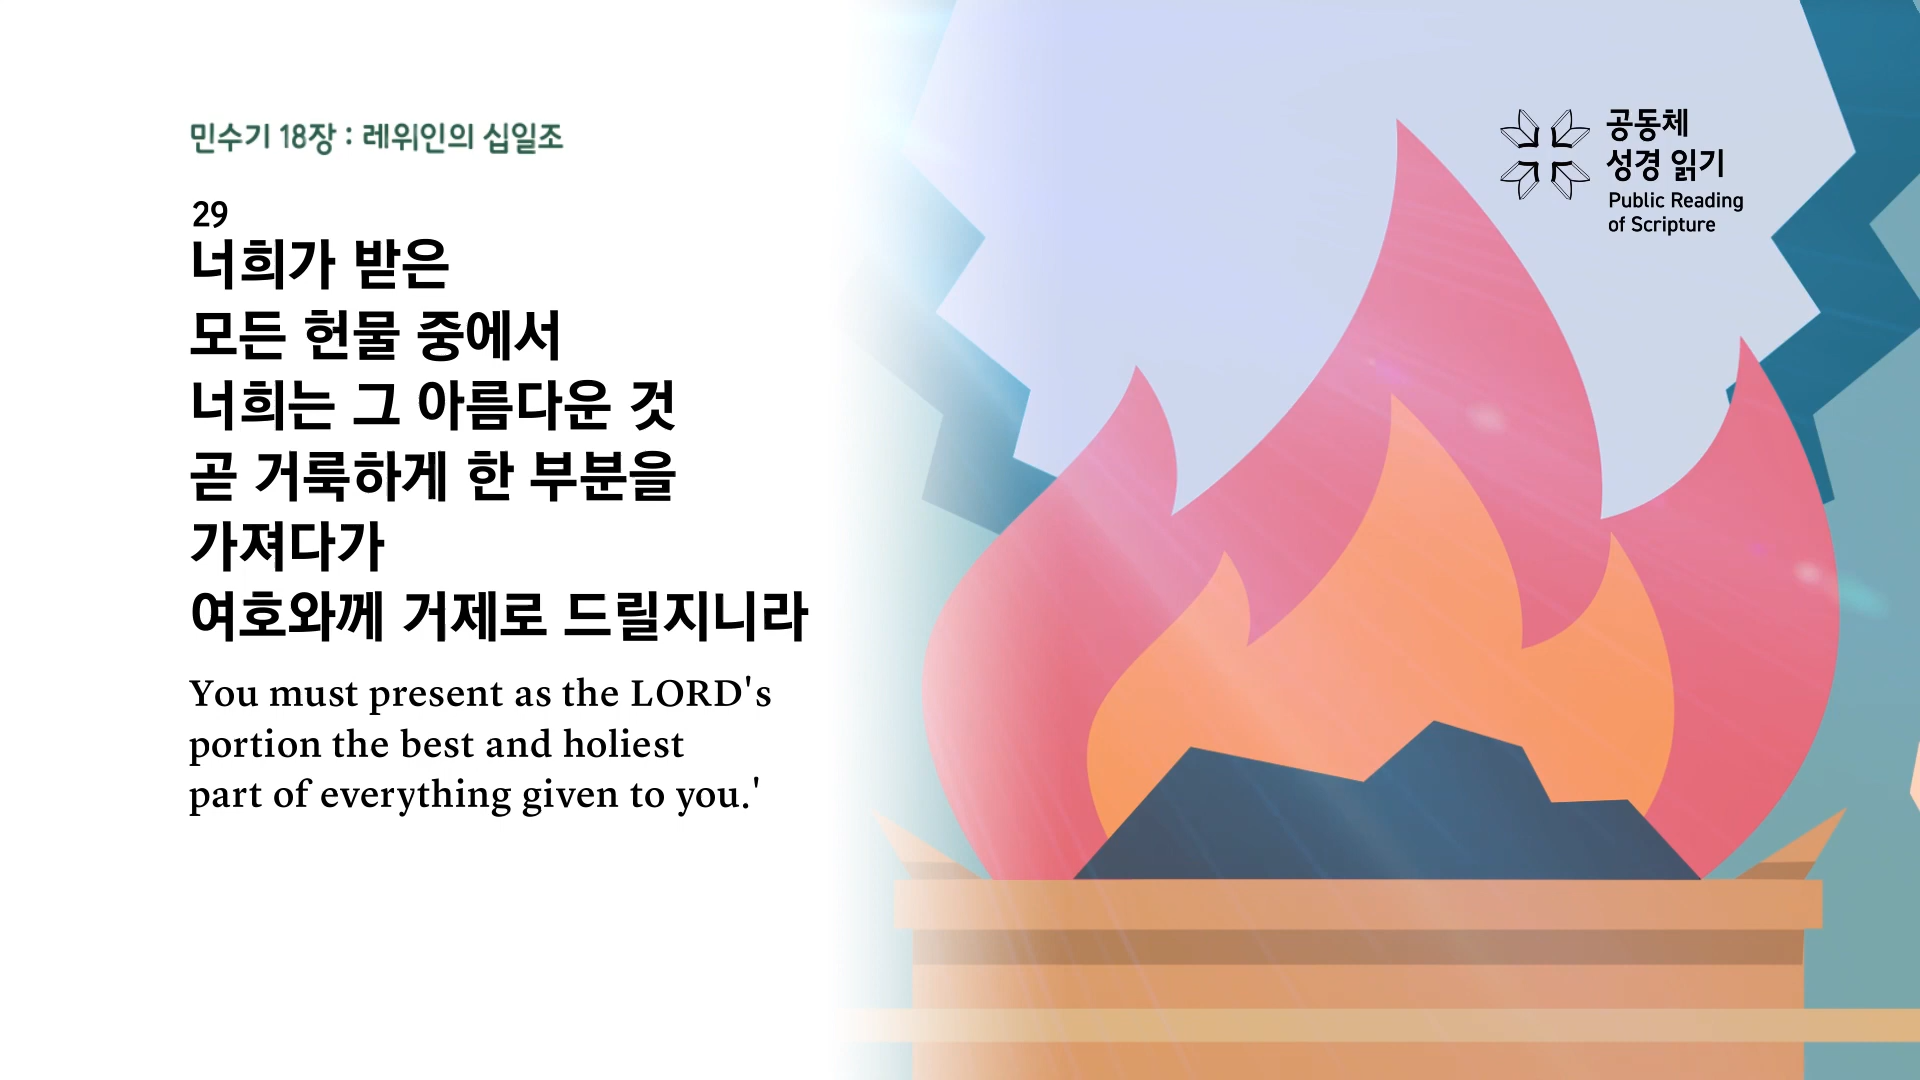 민수기 18장 : 레위인의 십일조
29
너희가 받은
모든 헌물 중에서
너희는 그 아름다운 것
곧 거룩하게 한 부분을
가져다가
여호와께 거제로 드릴지니라
You must present as the LORD's
portion the best and holiest
part of everything given to you.'
공동체
성경 읽기
Public Reading
of Scripture